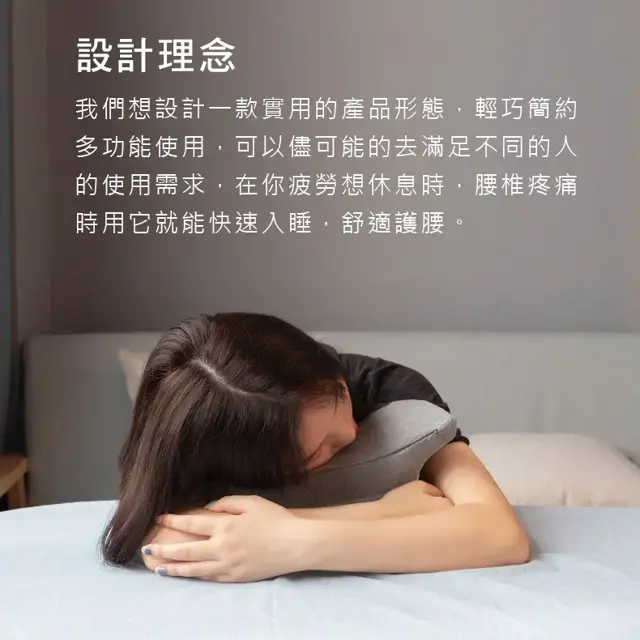 設計理念
我們想設計一款實用的產品形態，輕巧簡約
多功能使用，可以儘可能的去滿足不同的人
的使用需求，在你疲勞想休息時，腰椎疼痛
時用它就能快速入睡，舒適護腰。